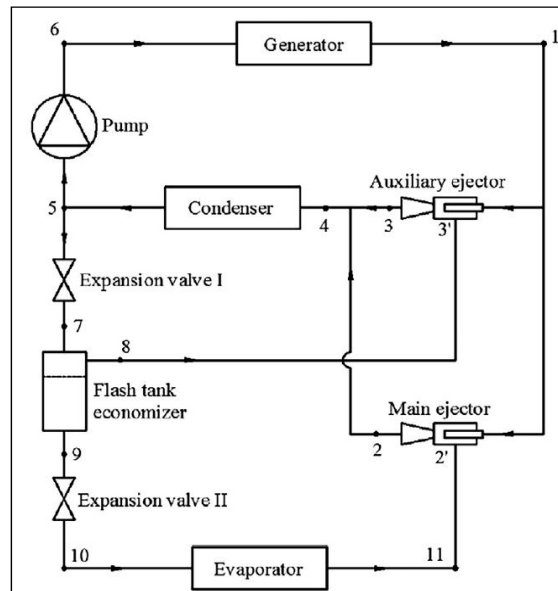 6
Generator
1
Pump
Auxiliary ejector
5
Condenser
4
3
3'
Expansion valve I
7
8
Flash tank
economizer
Main ejector
2
2'
9
Expansion valve II
10
Evaporator
11